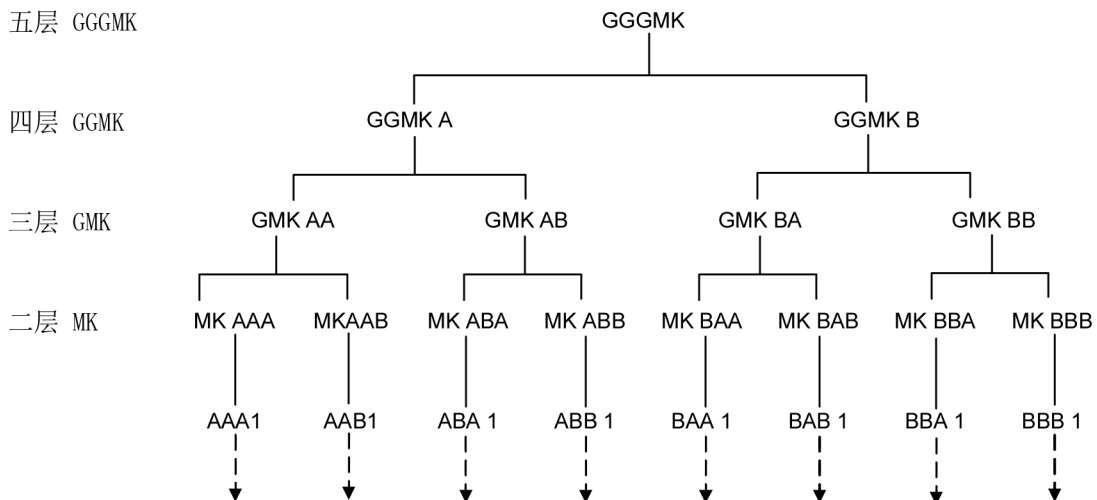 五层 GGGMK
GGGMK
四层 GGMK
GGMK A
GGMK B
三层 GMK
GMK AA
GMK AB
GMK BA
GMK BB
二层 MK
MK AAA
MKAAB
MK ABA
MK ABB
MK BAA
MK BAB
MK BBA
MK BBB
AAA1
AAB1
ABA 1
ABB 1
BAA 1
BAB 1
BBA 1
BBB 1